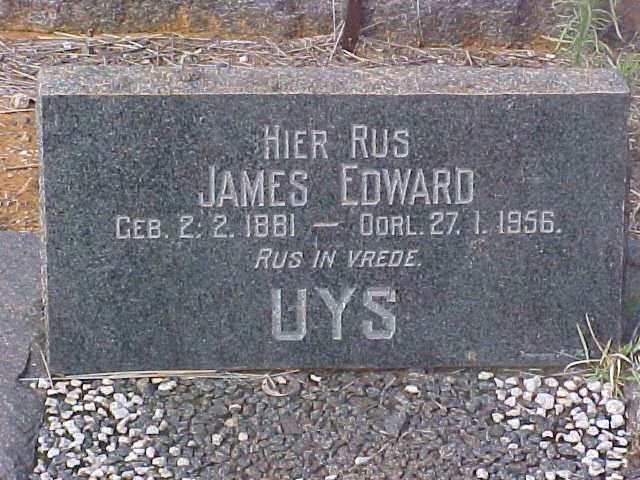 HIER RUS
JAMES EDWARD
GEB. 2. 2. 1881 — OORL. 27. 1. 1956.
RUS IN VREDE.
UYS